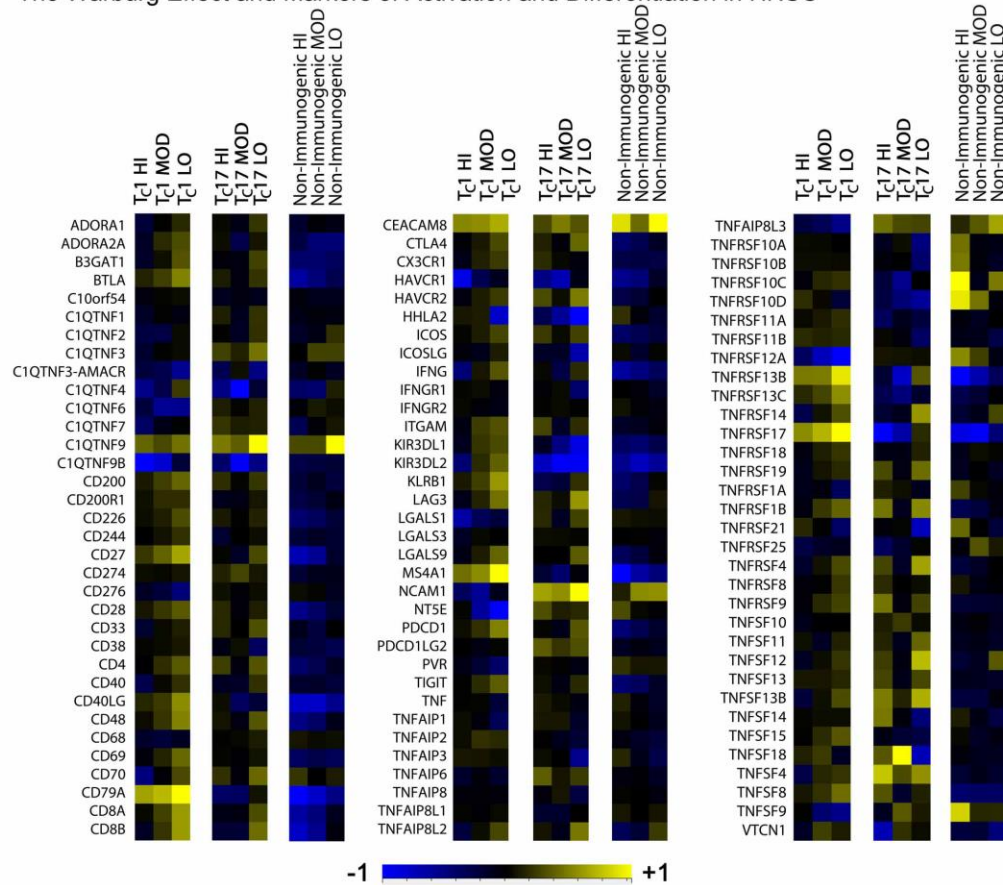 The Warburg Effect and Markers of Activation and Differentiation in HNSC
Tc1 HI
Tc1 MOD
Tc1 LO
Tc17 HI
Tc17 MOD
Tc17 LO
Non-Immunogenic HI
Non-Immunogenic MOD
Non-Immunogenic LO
ADORA1
ADORA2A
B3GAT1
BTLA
C10orf54
C1QTNF1
C1QTNF2
C1QTNF3
C1QTNF3-AMACR
C1QTNF4
C1QTNF6
C1QTNF7
C1QTNF9
C1QTNF9B
CD200
CD200R1
CD226
CD244
CD27
CD274
CD276
CD28
CD33
CD38
CD4
CD40
CD40LG
CD48
CD68
CD69
CD70
CD79A
CD8A
CD8B
Tc1 HI
Tc1 MOD
Tc1 LO
Tc17 HI
Tc17 MOD
Tc17 LO
Non-Immunogenic HI
Non-Immunogenic MOD
Non-Immunogenic LO
CEACAM8
CTLA4
CX3CR1
HAVCR1
HAVCR2
HHLA2
ICOS
ICOSLG
IFNG
IFNGR1
IFNGR2
ITGAM
KIR3DL1
KIR3DL2
KLRB1
LAG3
LGALS1
LGALS3
LGALS9
MS4A1
NCAM1
NT5E
PDCD1
PDCD1LG2
PVR
TIGIT
TNF
TNFAIP1
TNFAIP2
TNFAIP3
TNFAIP6
TNFAIP8
TNFAIP8L1
TNFAIP8L2
Tc1 HI
Tc1 MOD
Tc1 LO
Tc17 HI
Tc17 MOD
Tc17 LO
Non-Immunogenic HI
Non-Immunogenic MOD
Non-Immunogenic LO
TNFAIP8L3
TNFRSF10A
TNFRSF10B
TNFRSF10C
TNFRSF10D
TNFRSF11A
TNFRSF11B
TNFRSF12A
TNFRSF13B
TNFRSF13C
TNFRSF14
TNFRSF17
TNFRSF18
TNFRSF19
TNFRSF1A
TNFRSF1B
TNFRSF21
TNFRSF25
TNFRSF4
TNFRSF8
TNFRSF9
TNFSF10
TNFSF11
TNFSF12
TNFSF13
TNFSF13B
TNFSF14
TNFSF15
TNFSF18
TNFSF4
TNFSF8
TNFSF9
VTCN1
-1
+1